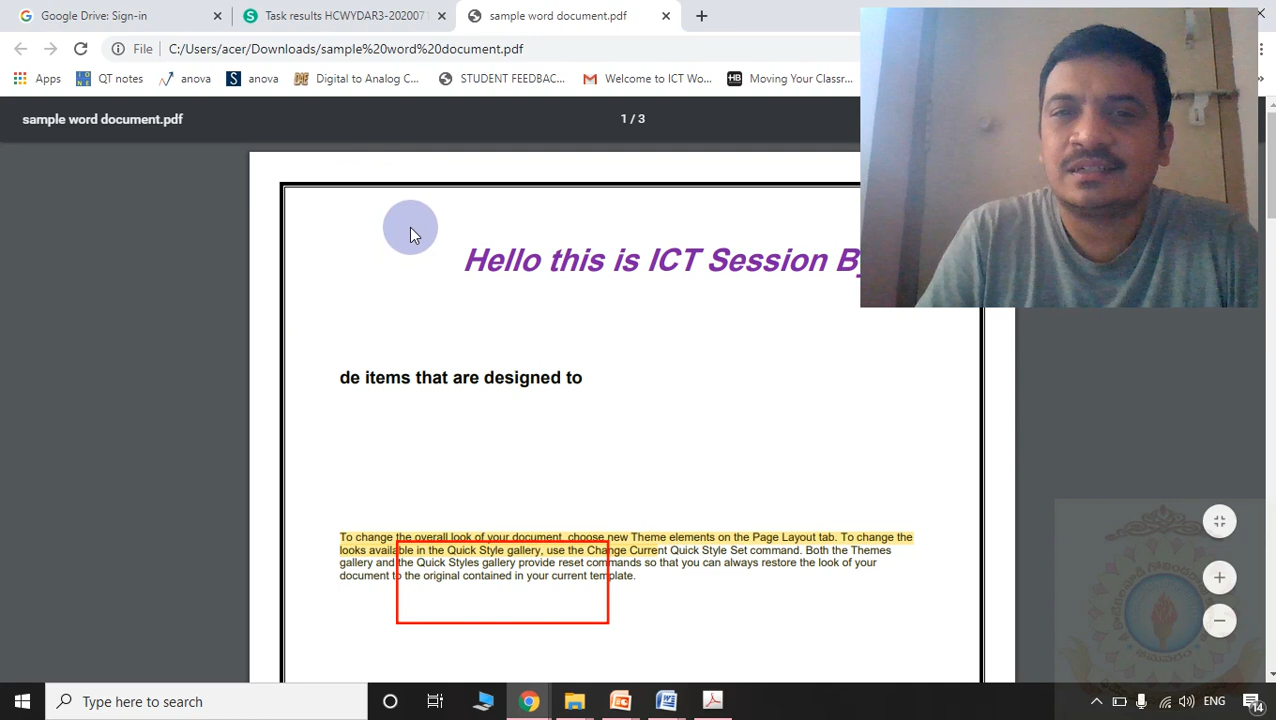 Google Drive: Sign-in
Task results HCWYDAR3-2020071
sample word document.pdf
File
C:/Users/acer/Downloads/sample%20word%20document.pdf
Apps
QT notes
anova
anova
Digital to Analog C...
STUDENT FEEDBAC...
Welcome to ICT Wo...
Moving Your Classr...
sample word document.pdf
1 / 3
Hello this is ICT Session B
de items that are designed to
To change the overall look of your document, choose new Theme elements on the Page Layout tab. To change the
looks available in the Quick Style gallery, use the Change Current Quick Style Set command. Both the Themes
gallery and the Quick Styles gallery provide reset commands so that you can always restore the look of your
document to the original contained in your current template.
Type here to search
ENG
14